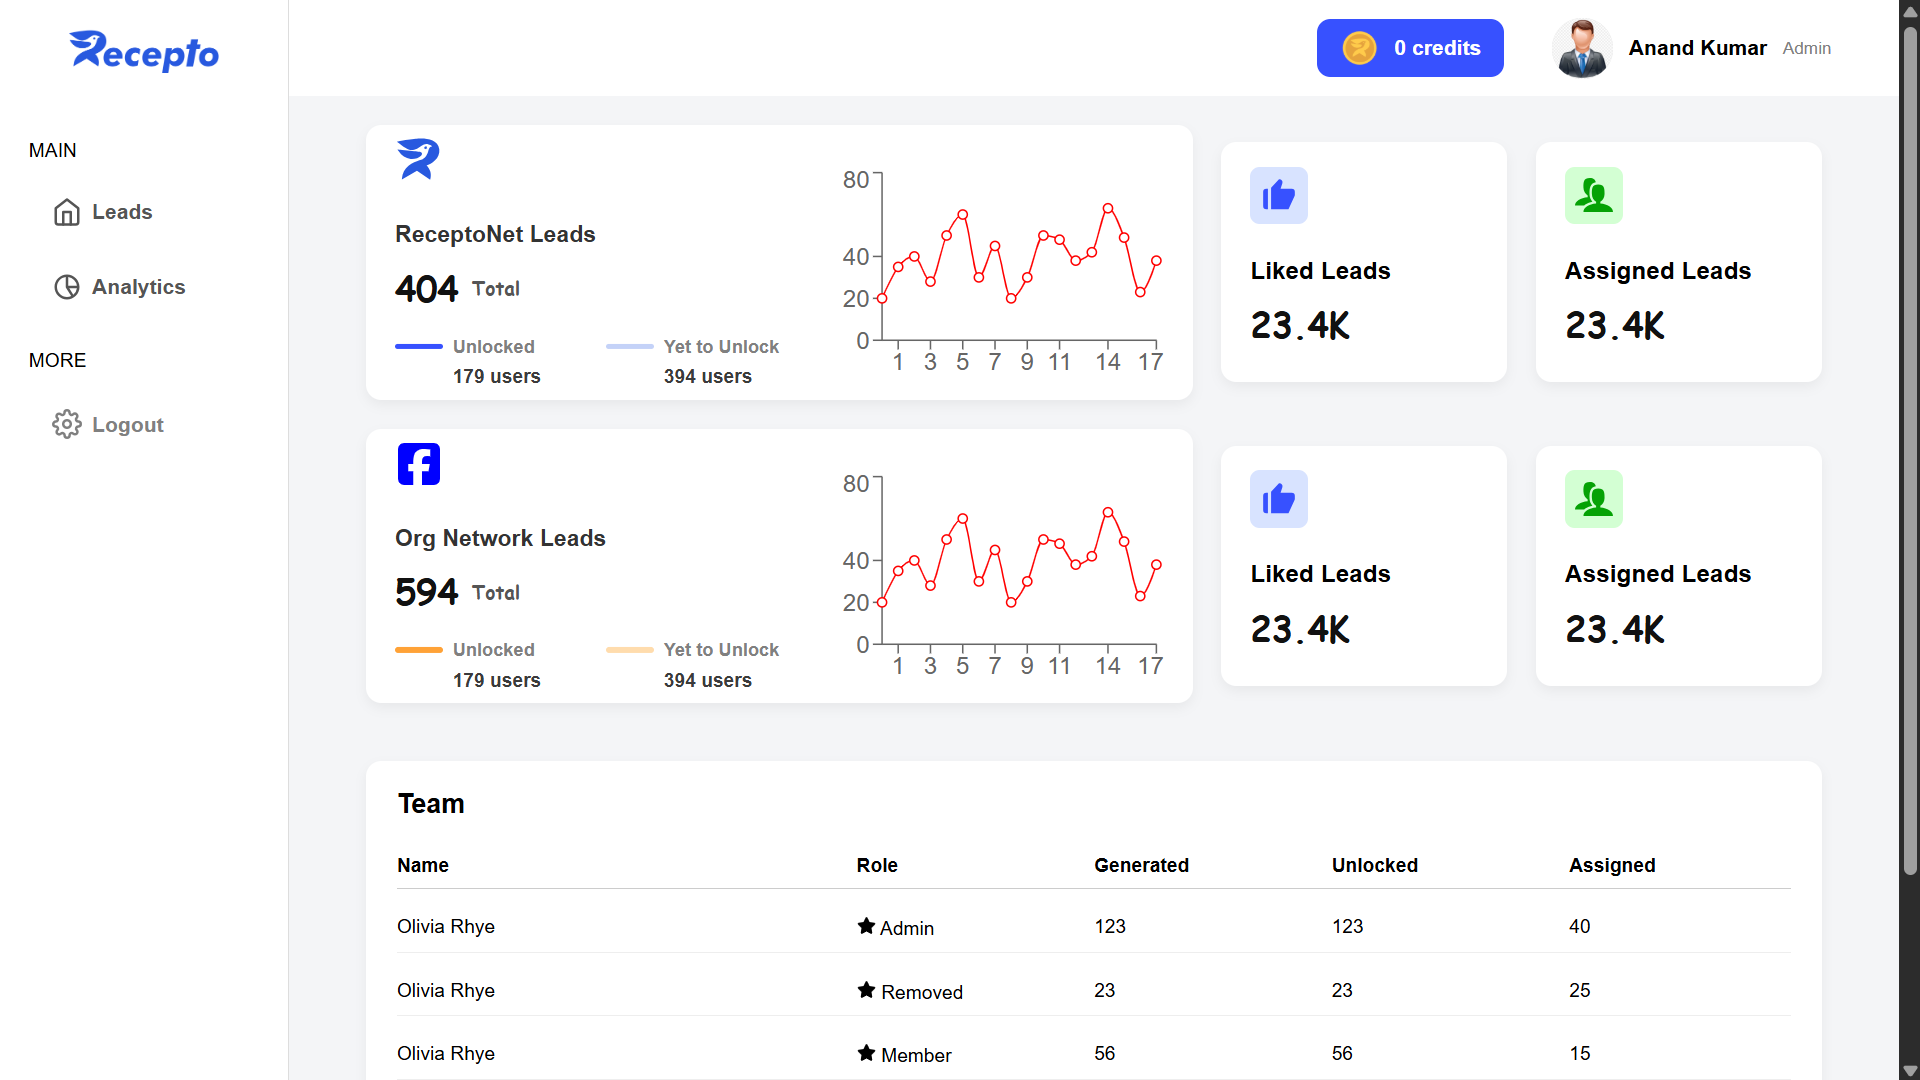 Recepto
MAIN
Leads
Analytics
MORE
Logout
0 credits
Anand Kumar Admin
ReceptoNet Leads
404 Total
Unlocked
179 users
Yet to Unlock
394 users
80
40
20
0
1 3 5 7 9 11 14 17
Liked Leads
23.4K
Assigned Leads
23.4K
Org Network Leads
594 Total
Unlocked
179 users
Yet to Unlock
394 users
80
40
20
0
1 3 5 7 9 11 14 17
Liked Leads
23.4K
Assigned Leads
23.4K
Team
Name Role Generated Unlocked Assigned
Olivia Rhye Admin 123 123 40
Olivia Rhye Removed 23 23 25
Olivia Rhye Member 56 56 15